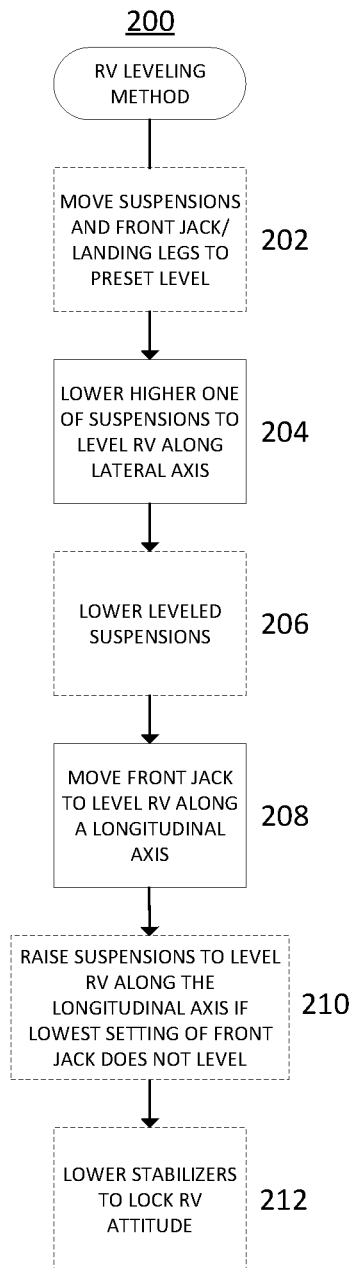 200
RV LEVELING
METHOD
MOVE SUSPENSIONS
AND FRONT JACK/
LANDING LEGS TO
PRESET LEVEL
202
LOWER HIGHER ONE
OF SUSPENSIONS TO
LEVEL RV ALONG
LATERAL AXIS
204
LOWER LEVELED
SUSPENSIONS
206
MOVE FRONT JACK
TO LEVEL RV ALONG
A LONGITUDINAL
AXIS
208
RAISE SUSPENSIONS TO LEVEL
RV ALONG THE
LONGITUDINAL AXIS IF
LOWEST SETTING OF FRONT
JACK DOES NOT LEVEL
210
LOWER STABILIZERS
TO LOCK RV
ATTITUDE
212